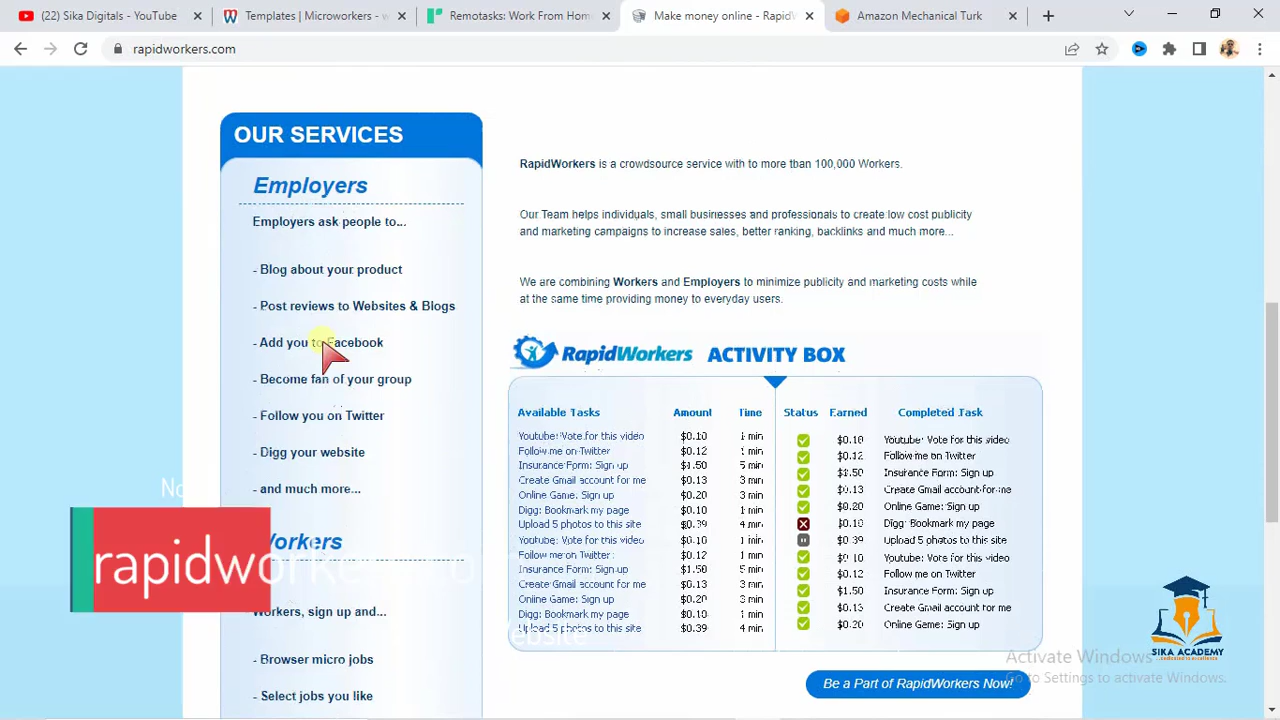 (22) Sika Digitals - YouTube
Templates | Microworkers - w
Remotasks: Work From Home
Make money online - RapidW
Amazon Mechanical Turk
rapidworkers.com
OUR SERVICES
Employers
Employers ask people to...
- Blog about your product
- Post reviews to Websites & Blogs
- Add you to Facebook
- Become fan of your group
- Follow you on Twitter
- Digg your website
- and much more...
Workers
Workers, sign up and...
- Browser micro jobs
- Select jobs you like
RapidWorkers is a crowdsource service with to more than 100,000 Workers.
Our Team helps individuals, small businesses and professionals to create low cost publicity
and marketing campaigns to increase sales, better ranking, backlinks and much more...
We are combining Workers and Employers to minimize publicity and marketing costs while
at the same time providing money to everyday users.
RapidWorkers ACTIVITY BOX
Available Tasks Amount Time Status Earned Completed Task
Youtube: Vote for this video $0.10 1 min $0.10 Youtube: Vote for this video
Follow me on Twitter $0.12 1 min $0.12 Follow me on Twitter
Insurance Form: Sign up $1.50 5 min $1.50 Insurance Form: Sign up
Create Gmail account for me $0.13 3 min $0.13 Create Gmail account for me
Online Game: Sign up $0.20 3 min $0.20 Online Game: Sign up
Digg: Bookmark my page $0.10 1 min $0.10 Digg: Bookmark my page
Upload 5 photos to this site $0.39 4 min $0.39 Upload 5 photos to this site
Youtube: Vote for this video $0.10 1 min $0.10 Youtube: Vote for this video
Follow me on Twitter $0.12 1 min $0.12 Follow me on Twitter
Insurance Form: Sign up $1.50 5 min $1.50 Insurance Form: Sign up
Create Gmail account for me $0.13 3 min $0.13 Create Gmail account for me
Online Game: Sign up $0.20 3 min $0.20 Online Game: Sign up
Digg: Bookmark my page $0.10 1 min
Upload 5 photos to this site $0.39 4 min
Be a Part of RapidWorkers Now!
No
rapidworkers
SIKA ACADEMY
Activate Windows
Go to Settings to activate Windows.